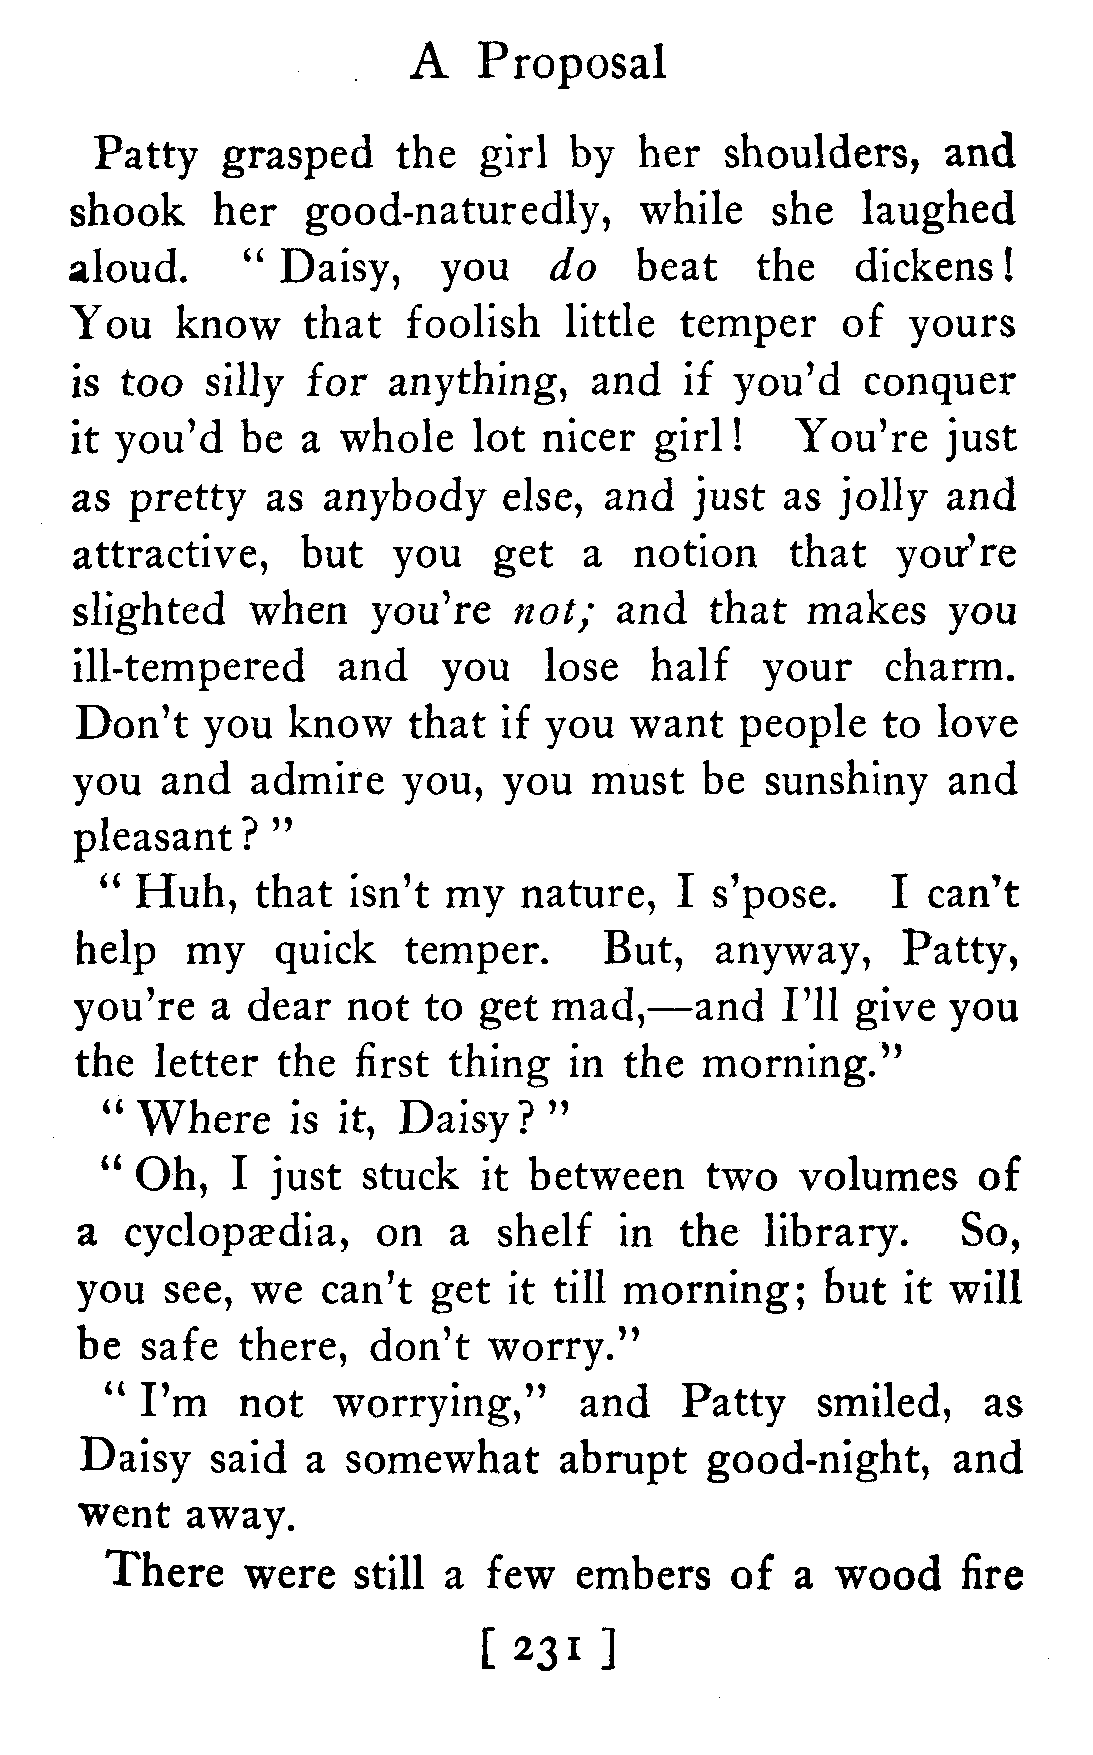 A Proposal
Patty grasped the girl by her shoulders, and
shook her good-naturedly, while she laughed
aloud. “ Daisy, you do beat the dickens !
You know that foolish little temper of yours
is too silly for anything, and if you’d conquer
it you’d be a whole lot nicer girl ! You’re just
as pretty as anybody else, and just as jolly and
attractive, but you get a notion that you’re
slighted when you’re not; and that makes you
ill-tempered and you lose half your charm.
Don’t you know that if you want people to love
you and admire you, you must be sunshiny and
pleasant ? ”
“ Huh, that isn’t my nature, I s’pose. I can’t
help my quick temper. But, anyway, Patty,
you’re a dear not to get mad,—and I’ll give you
the letter the first thing in the morning.”
“ Where is it, Daisy ? ”
“ Oh, I just stuck it between two volumes of
a cyclopædia, on a shelf in the library. So,
you see, we can’t get it till morning; but it will
be safe there, don’t worry.”
“ I’m not worrying,” and Patty smiled, as
Daisy said a somewhat abrupt good-night, and
went away.
There were still a few embers of a wood fire
[ 231 ]